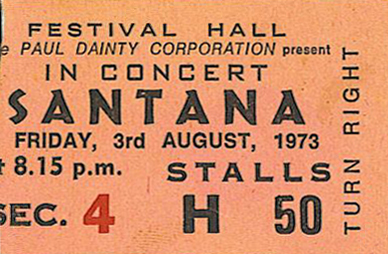 FESTIVAL HALL
PAUL DAINTY CORPORATION present
IN CONCERT
SANTANA
FRIDAY, 3rd AUGUST, 1973
8.15 p.m. STALLS
SEC. 4 H 50
TURN RIGHT